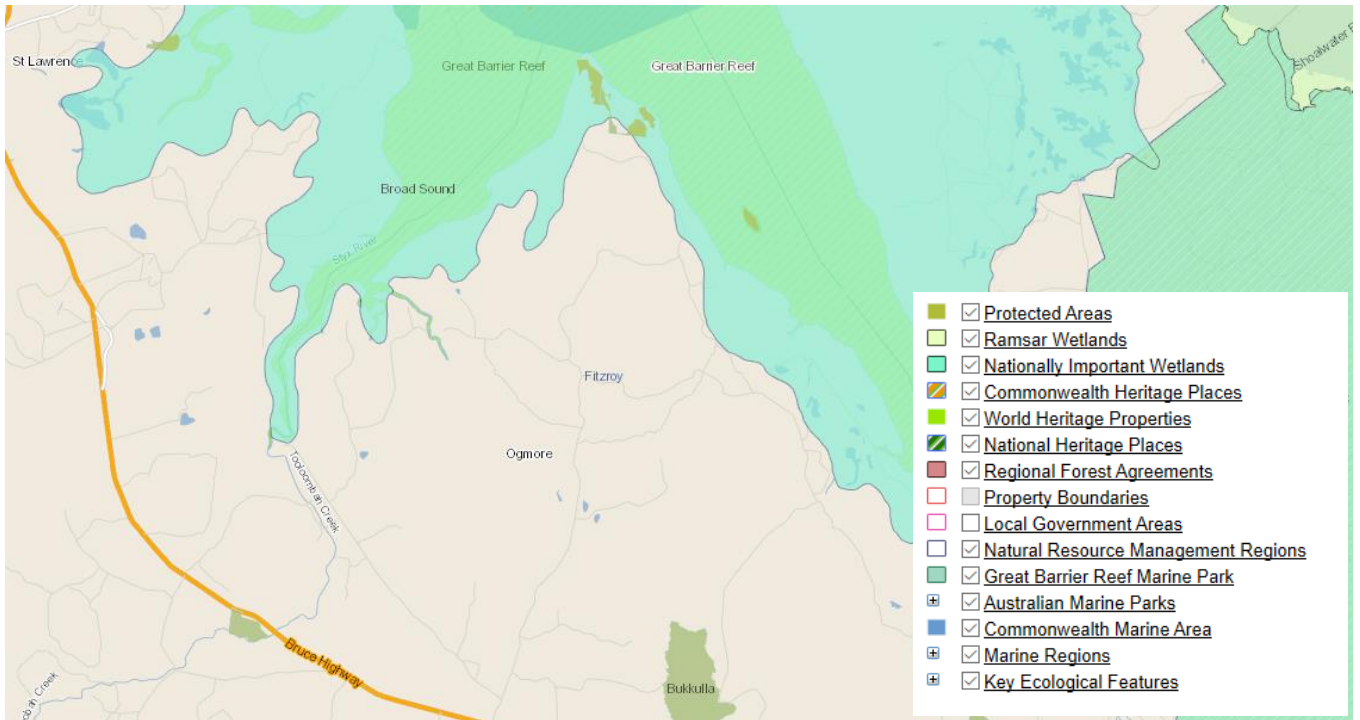 St Lawrence
Great Barrier Reef
Great Barrier Reef
Broad Sound
Styx River
Fitzroy
Ogmore
Tooloombah Creek
Bruce Highway
Bukkulla
Protected Areas
Ramsar Wetlands
Nationally Important Wetlands
Commonwealth Heritage Places
World Heritage Properties
National Heritage Places
Regional Forest Agreements
Property Boundaries
Local Government Areas
Natural Resource Management Regions
Great Barrier Reef Marine Park
Australian Marine Parks
Commonwealth Marine Area
Marine Regions
Key Ecological Features
Shoalwater
bah Creek